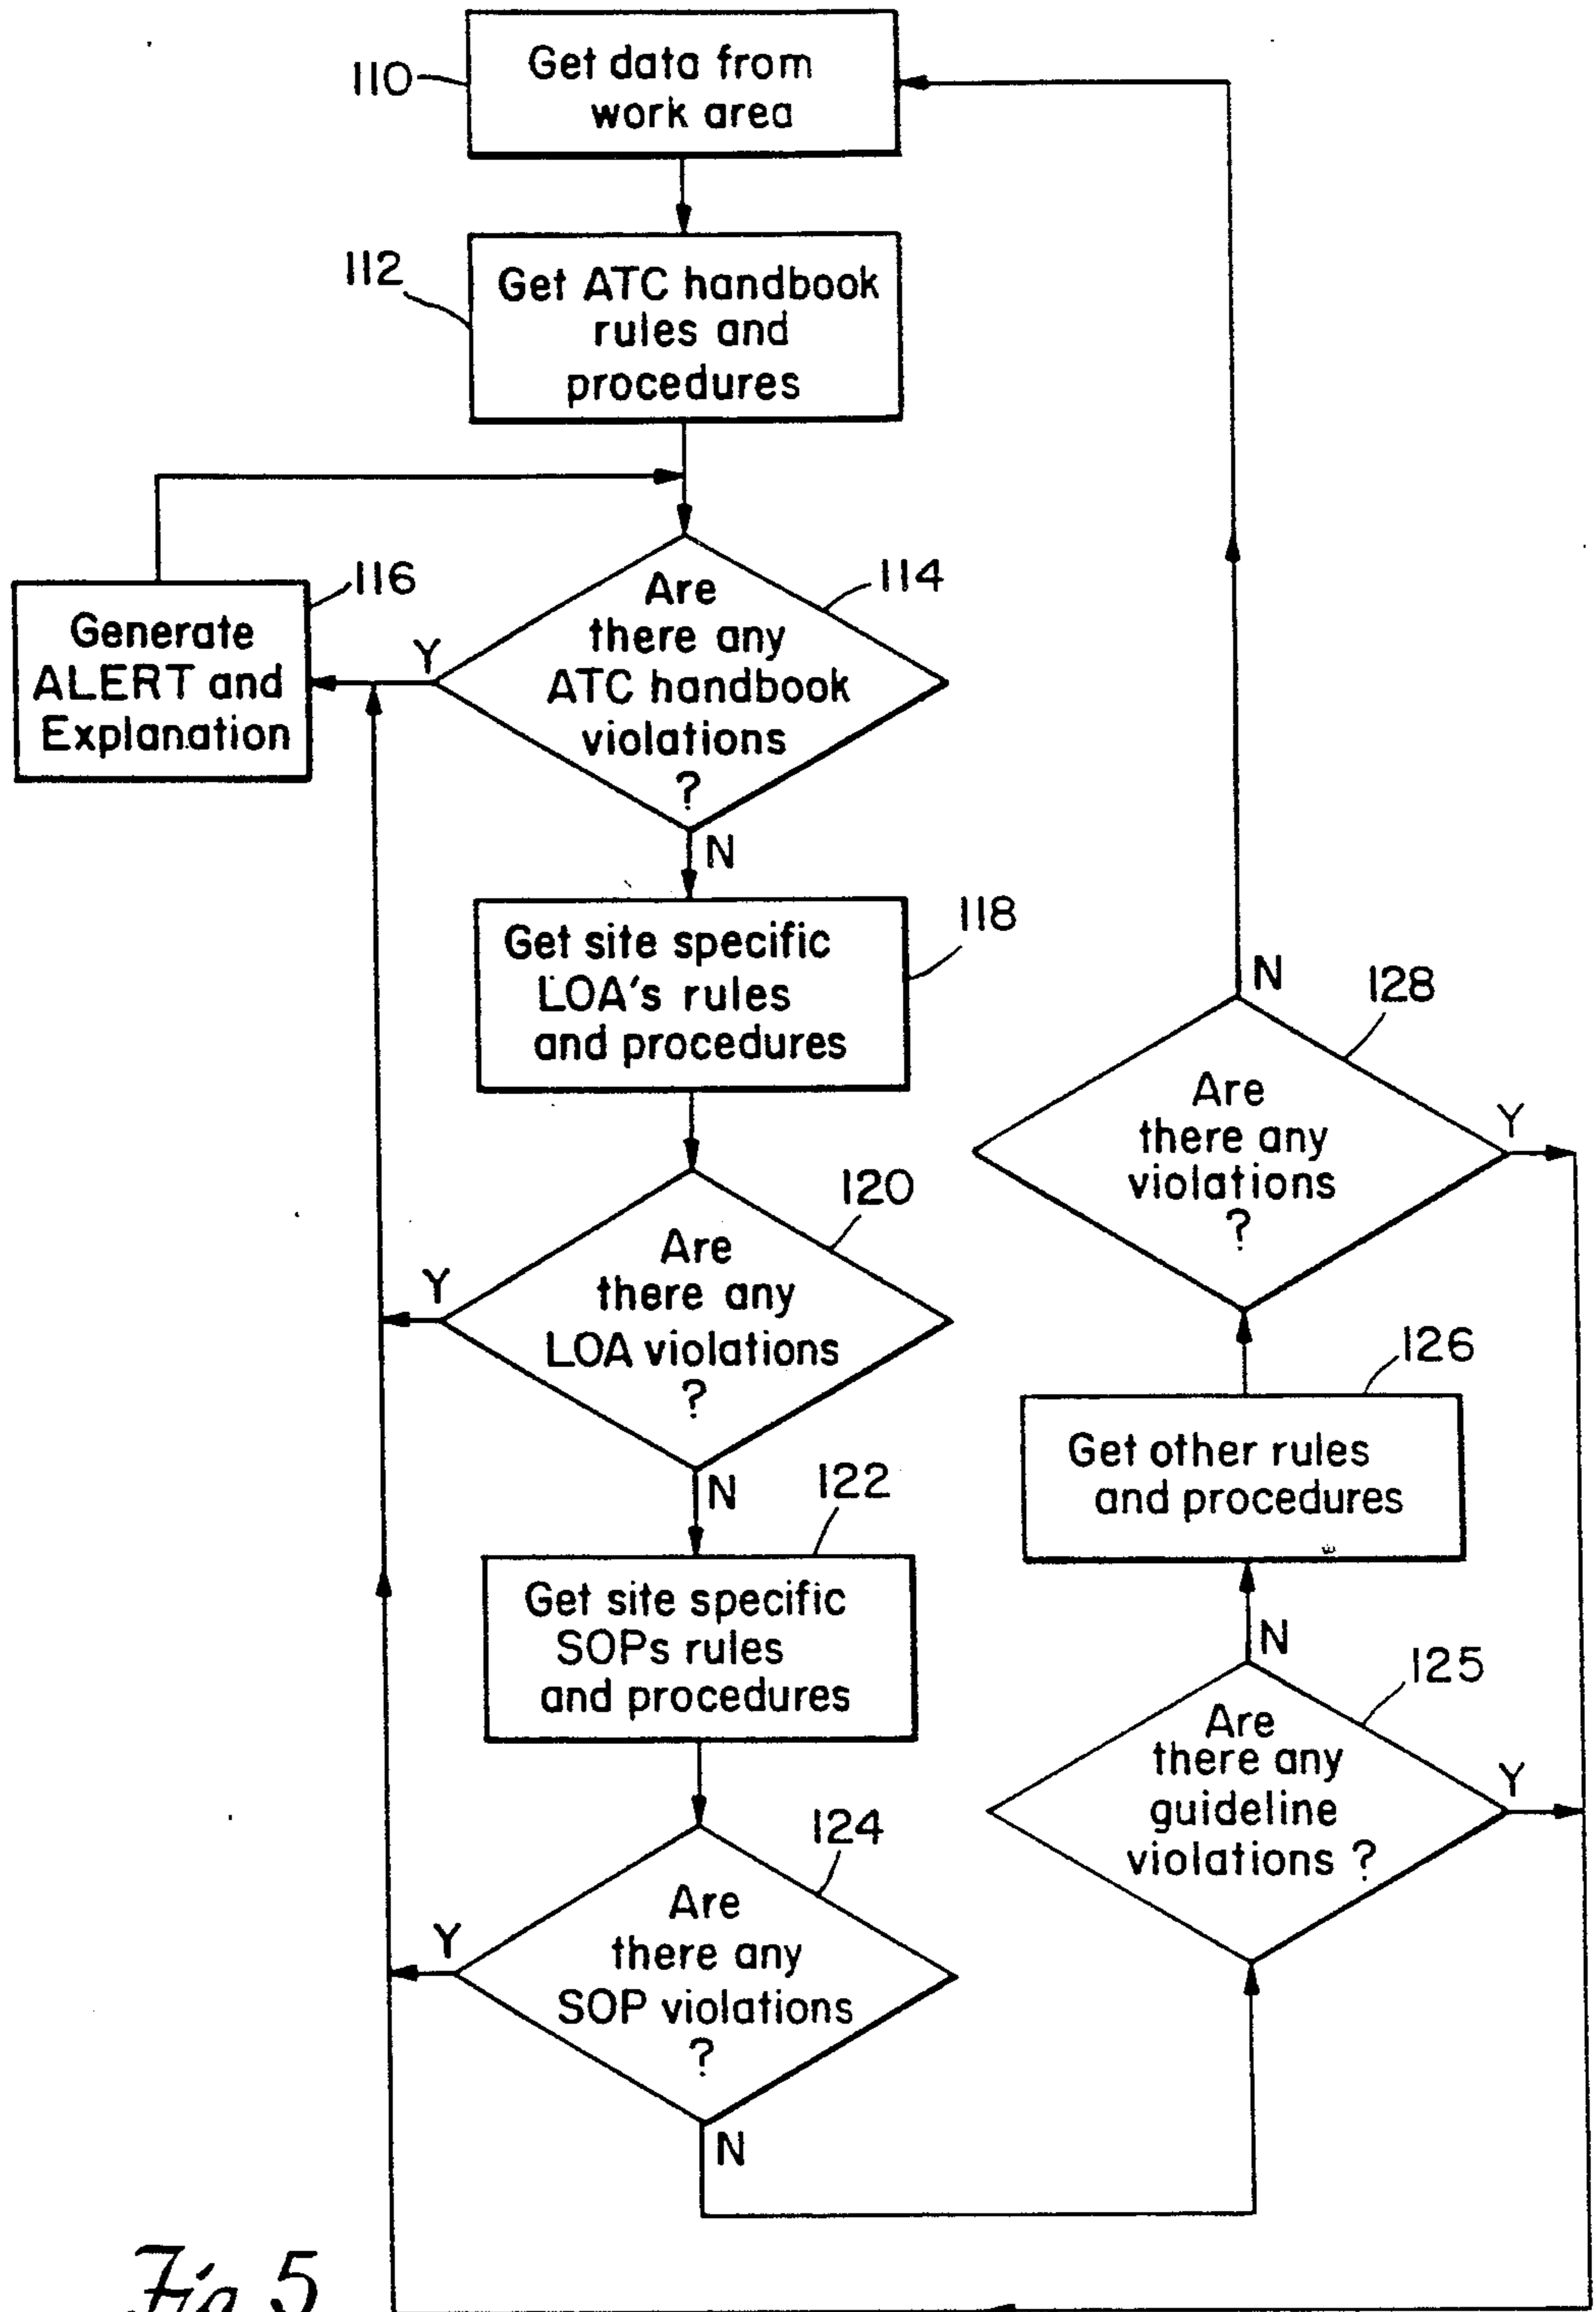 110
Get data from
work area
112
Get ATC handbook
rules and
procedures
116
Generate
ALERT and
Explanation
Y
114
Are
there any
ATC handbook
violations
?
N
118
Get site specific
LOA's rules
and procedures
120
Are
there any
LOA violations
?
Y
N
122
Get site specific
SOPs rules
and procedures
124
Are
there any
SOP violations
?
Y
N
125
Are
there any
guideline
violations ?
Y
N
126
Get other rules
and procedures
128
Are
there any
violations
?
Y
N
Fig 5